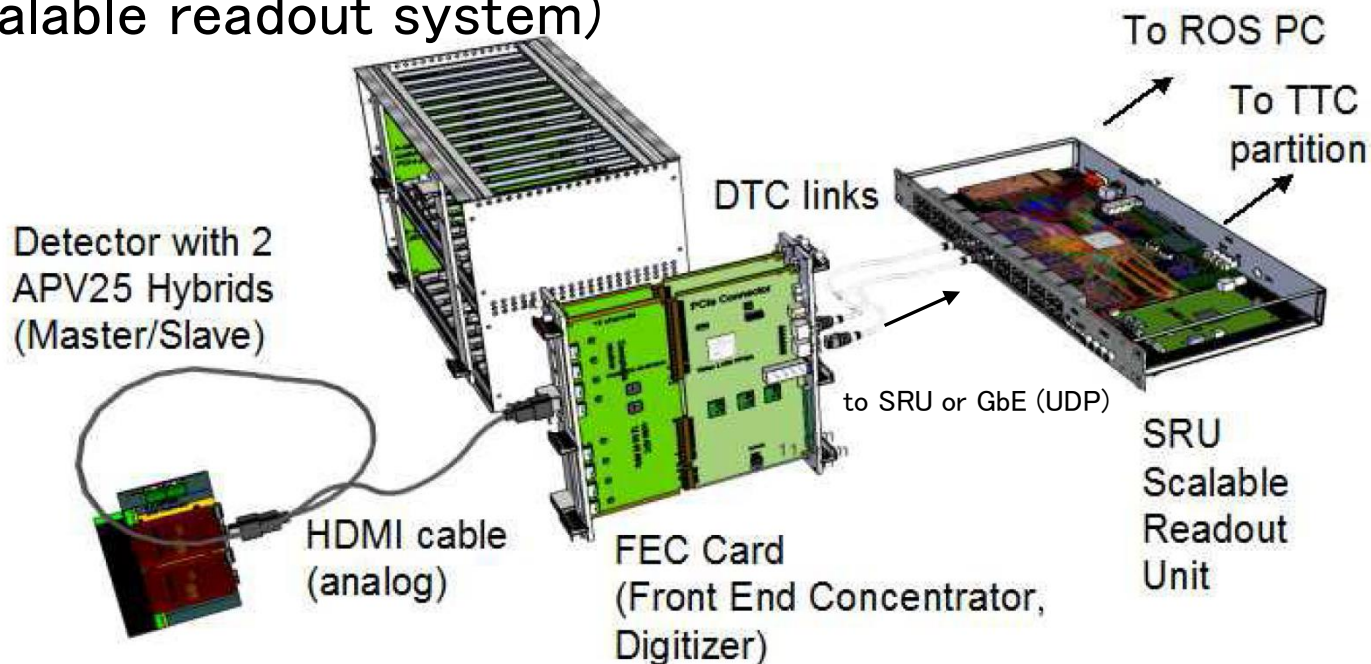 alable readout system)
To ROS PC
To TTC
partition
DTC links
Detector with 2
APV25 Hybrids
(Master/Slave)
PCIe Connector
to SRU or GbE (UDP)
HDMI cable
(analog)
FEC Card
(Front End Concentrator,
Digitizer)
SRU
Scalable
Readout
Unit